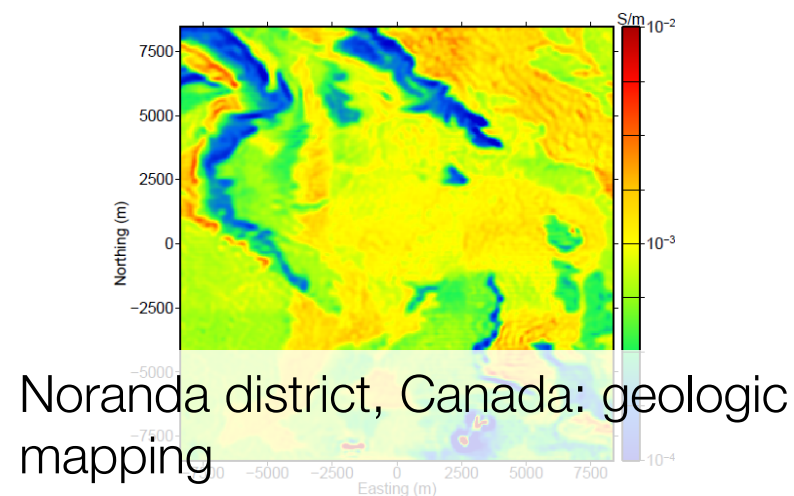 S/m
10⁻²
7500
5000
2500
0
10⁻³
−2500
−5000
−7500
10⁻⁴
Northing (m)
−5000 −2500 0 2500 5000 7500
Easting (m)
Noranda district, Canada: geologic
mapping